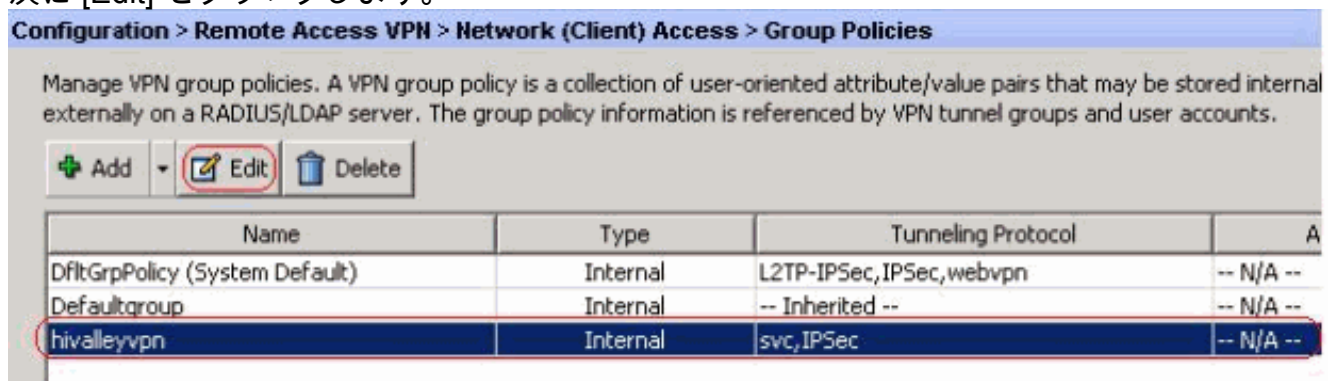 次に [Edit] をクリックします。
Configuration > Remote Access VPN > Network (Client) Access > Group Policies
Manage VPN group policies. A VPN group policy is a collection of user-oriented attribute/value pairs that may be stored internal
externally on a RADIUS/LDAP server. The group policy information is referenced by VPN tunnel groups and user accounts.
Add Edit Delete
Name Type Tunneling Protocol A
DfltGrpPolicy (System Default) Internal L2TP-IPSec,IPSec,webvpn -- N/A --
Defaultgroup Internal -- Inherited -- -- N/A --
hivalleyvpn Internal svc,IPSec -- N/A --